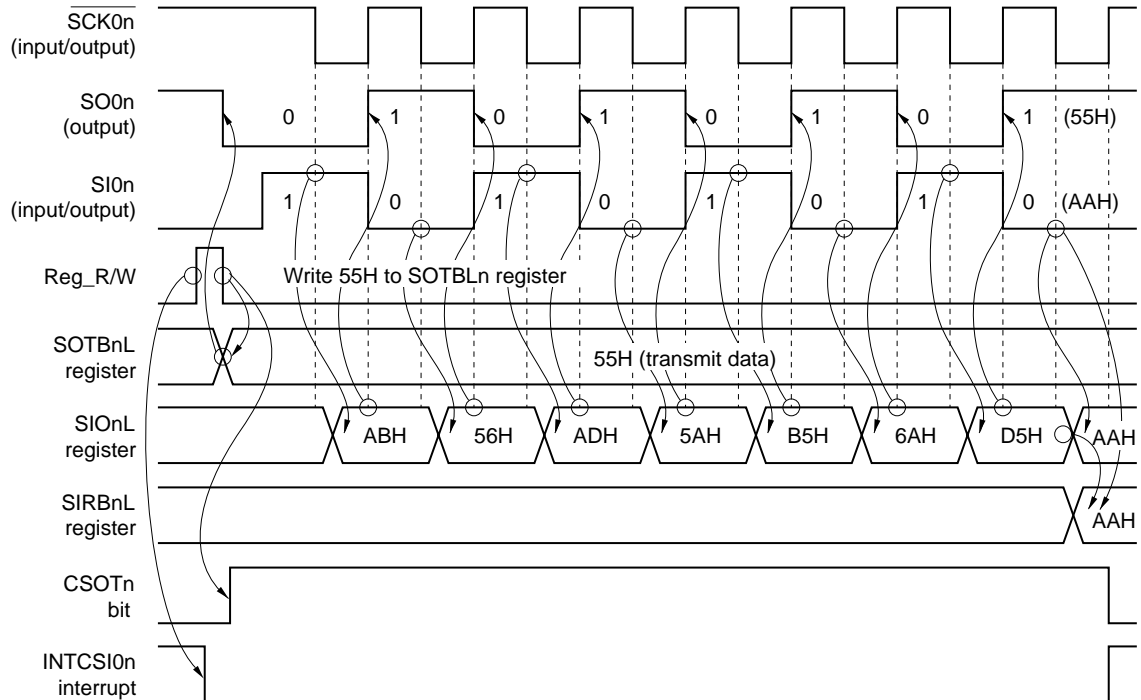 SCK0n
(input/output)
SO0n
(output)
0 1 0 1 0 1 0 1 (55H)
SI0n
(input/output)
1 0 1 0 1 0 1 0 (AAH)
Reg_R/W
Write 55H to SOTBLn register
SOTBnL
register
55H (transmit data)
SIOnL
register
ABH 56H ADH 5AH B5H 6AH D5H AAH
SIRBnL
register
AAH
CSOTn
bit
INTCSI0n
interrupt